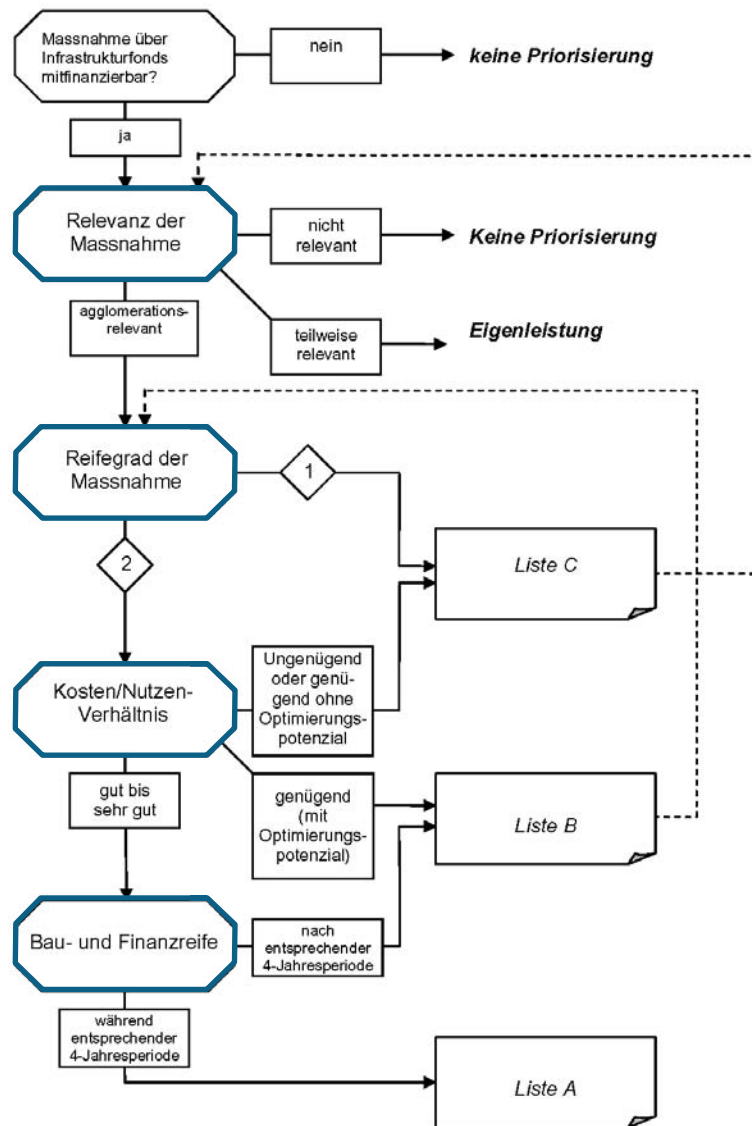 Massnahme über
Infrastrukturfonds
mitfinanzierbar?
nein
keine Priorisierung
ja
Relevanz der
Massnahme
nicht
relevant
Keine Priorisierung
agglomerations-
relevant
teilweise
relevant
Eigenleistung
Reifegrad der
Massnahme
1
2
Liste C
Kosten/Nutzen-
Verhältnis
Ungenügend
oder genü-
gend ohne
Optimierungs-
potenzial
gut bis
sehr gut
genügend
(mit
Optimierungs-
potenzial)
Liste B
Bau- und Finanzreife
nach
entsprechender
4-Jahresperiode
während
entsprechender
4-Jahresperiode
Liste A